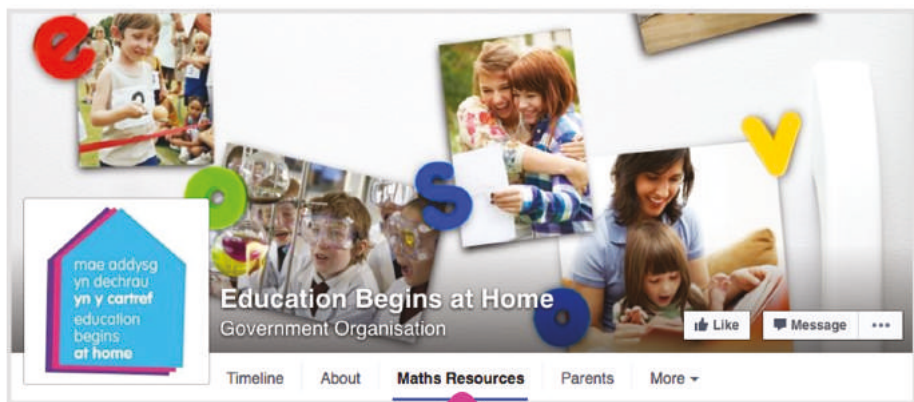 e
p
s
v
o
mae addysg
yn dechrau
yn y cartref
education
begins
at home
Education Begins at Home
Government Organisation
Like
Message
Timeline
About
Maths Resources
Parents
More